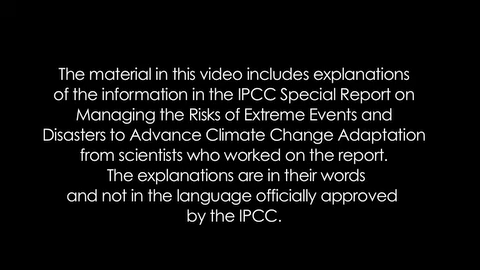 The material in this video includes explanations
of the information in the IPCC Special Report on
Managing the Risks of Extreme Events and
Disasters to Advance Climate Change Adaptation
from scientists who worked on the report.
The explanations are in their words
and not in the language officially approved
by the IPCC.